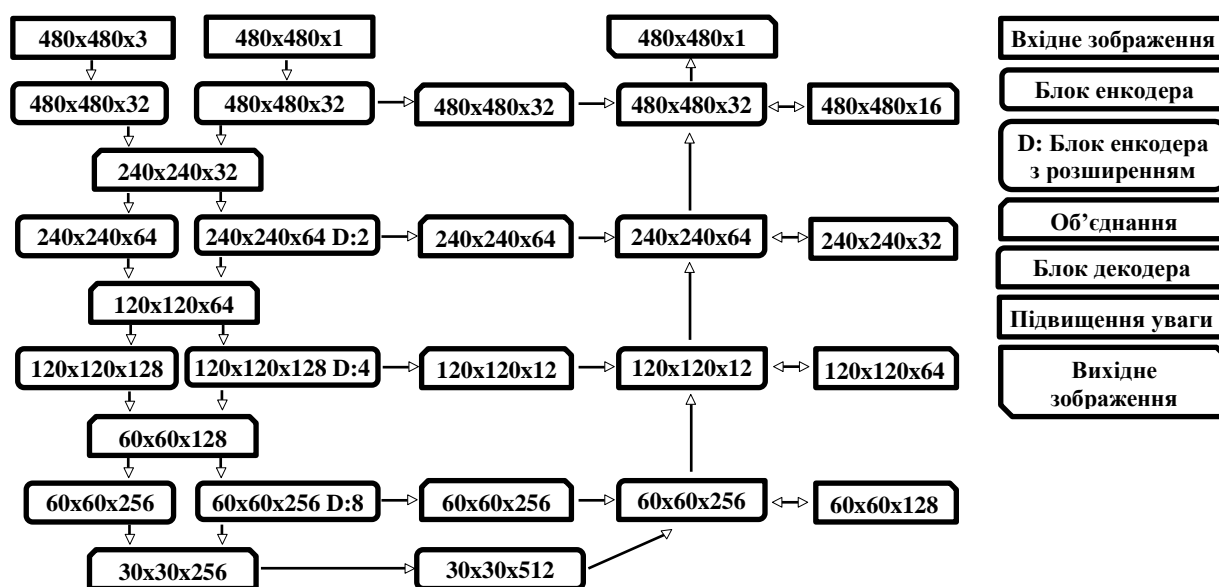 480x480x3
480x480x1
480x480x1
480x480x32
480x480x32
480x480x32
480x480x32
480x480x16
240x240x32
240x240x64
240x240x64 D:2
240x240x64
240x240x64
240x240x32
120x120x64
120x120x128
120x120x128 D:4
120x120x12
120x120x12
120x120x64
60x60x128
60x60x256
60x60x256 D:8
60x60x256
60x60x256
60x60x128
30x30x256
30x30x512
Вхідне зображення
Блок енкодера
D: Блок енкодера
з розширенням
Об’єднання
Блок декодера
Підвищення уваги
Вихідне
зображення